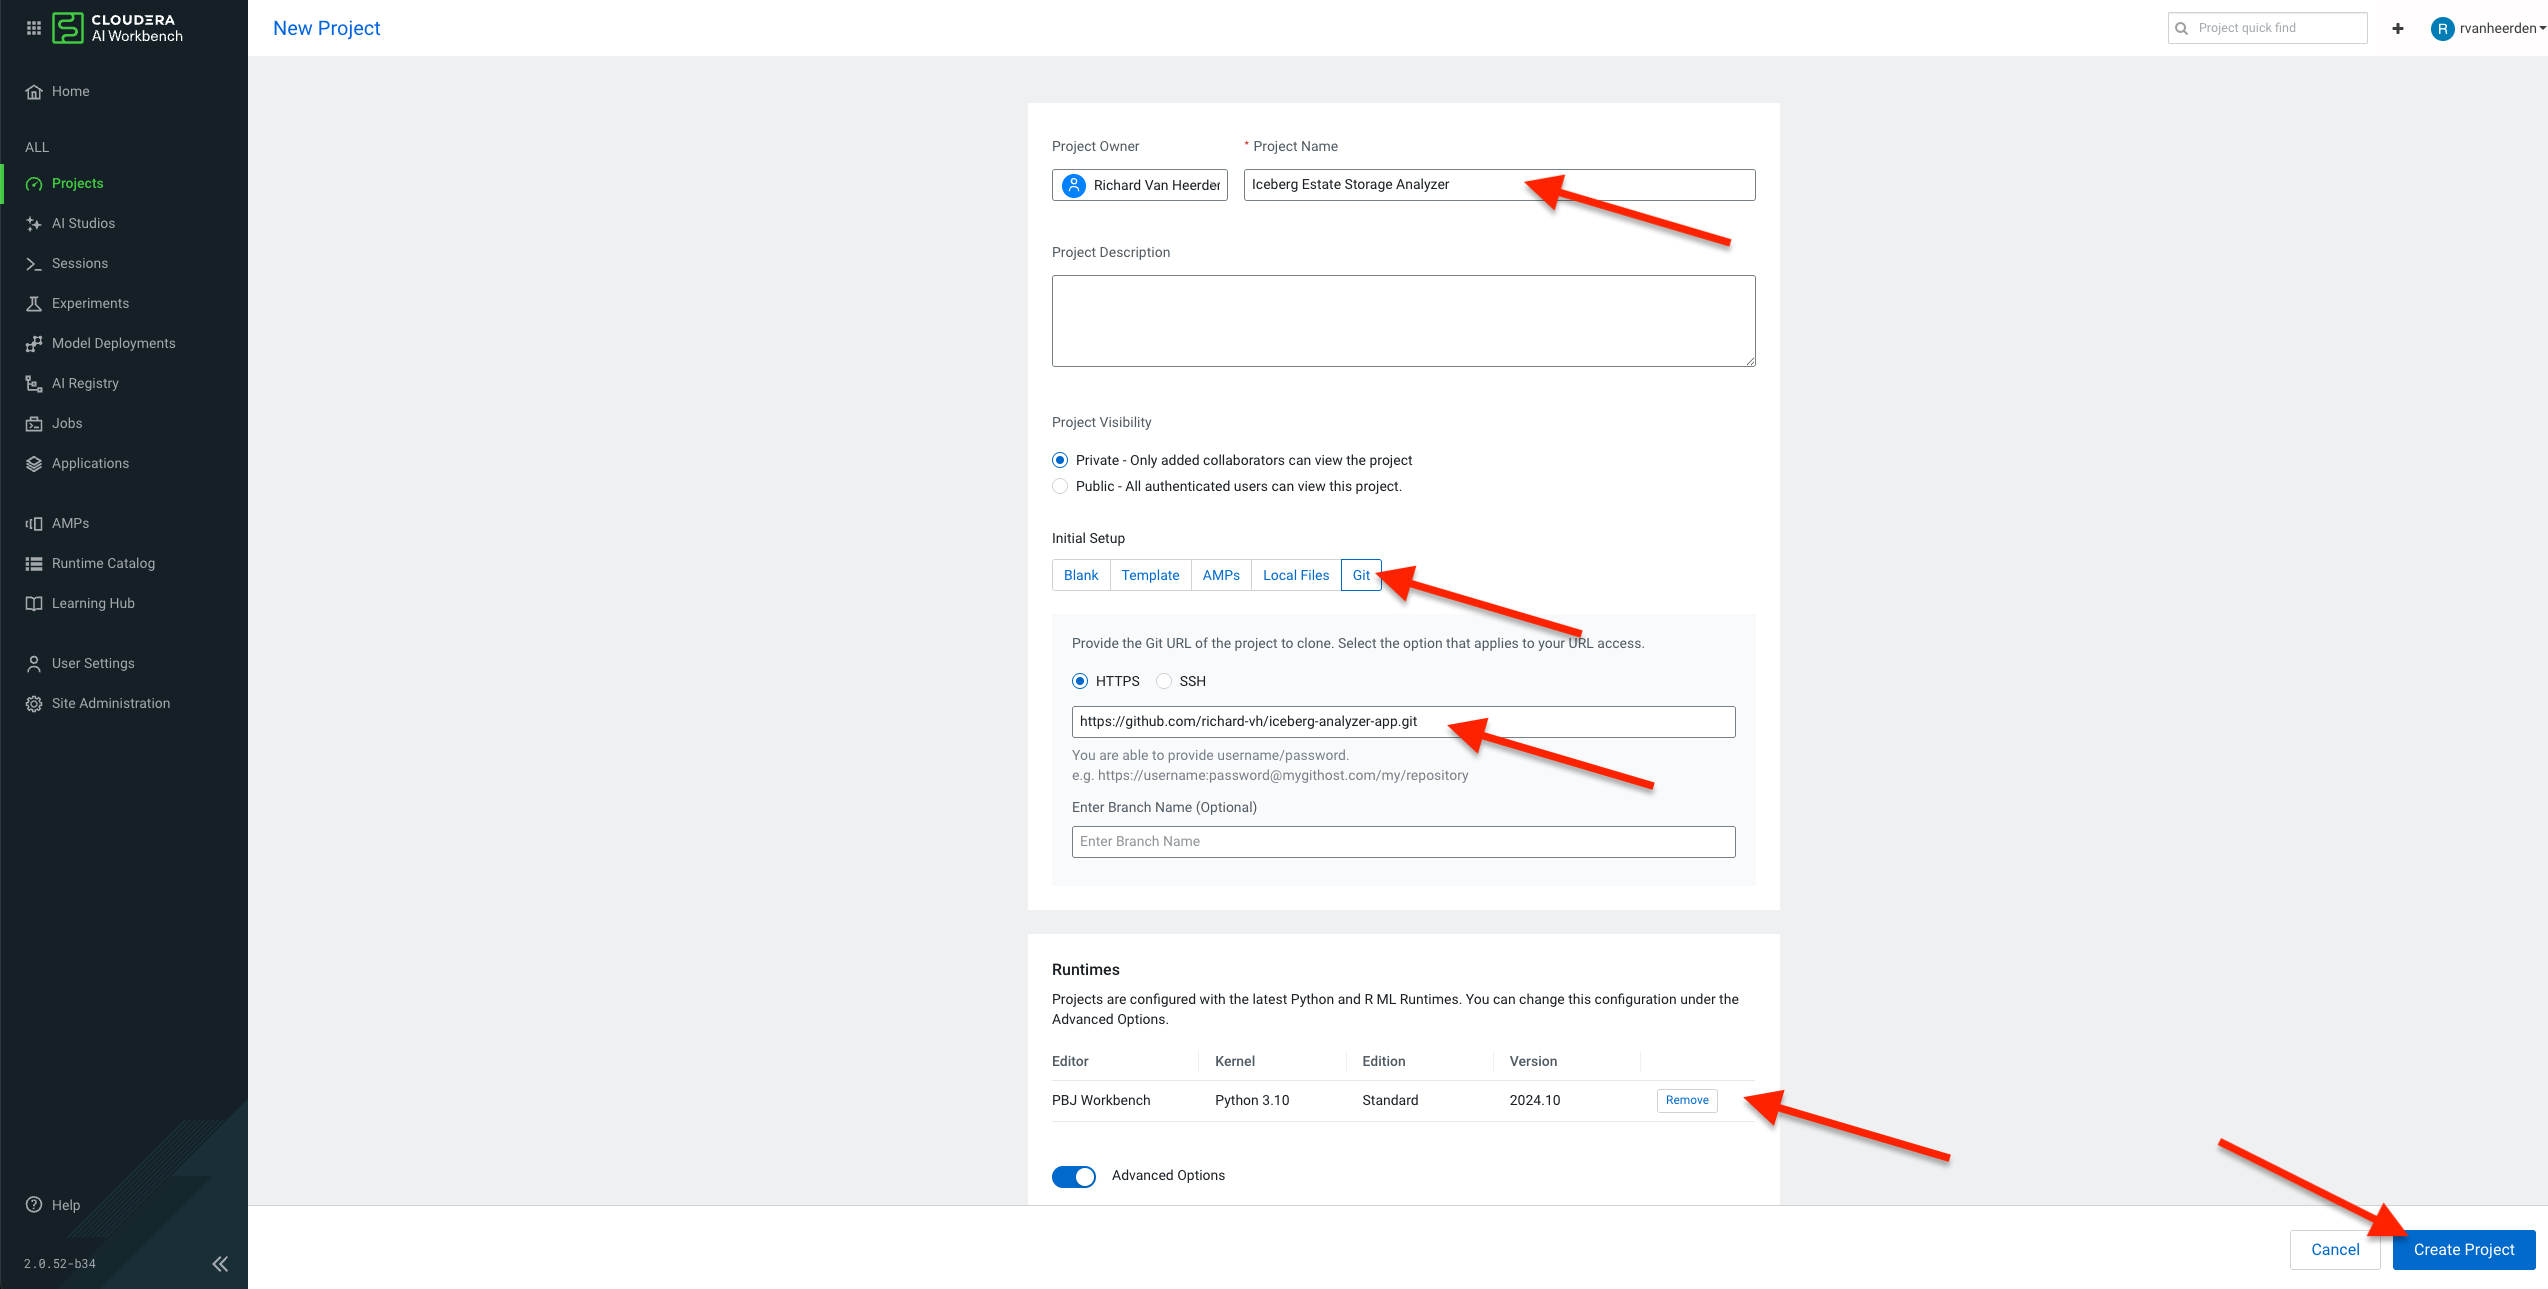 CLOUDERA
AI Workbench
New Project
Project quick find
R
rvanheerden
Home
ALL
Projects
AI Studios
Sessions
Experiments
Model Deployments
AI Registry
Jobs
Applications
AMPs
Runtime Catalog
Learning Hub
User Settings
Site Administration
Help
2.0.52-b34
Project Owner
* Project Name
Richard Van Heerden
Iceberg Estate Storage Analyzer
Project Description
Project Visibility
Private - Only added collaborators can view the project
Public - All authenticated users can view this project.
Initial Setup
Blank Template AMPs Local Files Git
Provide the Git URL of the project to clone. Select the option that applies to your URL access.
HTTPS SSH
https://github.com/richard-vh/iceberg-analyzer-app.git
You are able to provide username/password.
e.g. https://username:password@mygithost.com/my/repository
Enter Branch Name (Optional)
Enter Branch Name
Runtimes
Projects are configured with the latest Python and R ML Runtimes. You can change this configuration under the
Advanced Options.
Editor Kernel Edition Version
PBJ Workbench Python 3.10 Standard 2024.10 Remove
Advanced Options
Cancel Create Project